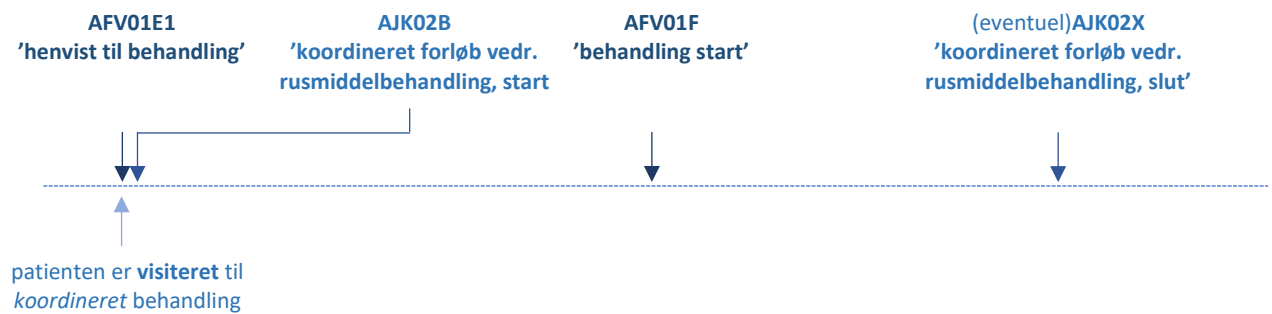 AFV01E1
’henvist til behandling’
AJK02B
’koordineret forløb vedr.
rusmiddelbehandling, start
AFV01F
’behandling start’
(eventuel)AJK02X
’koordineret forløb vedr.
rusmiddelbehandling, slut’
patienten er visiteret til
koordineret behandling